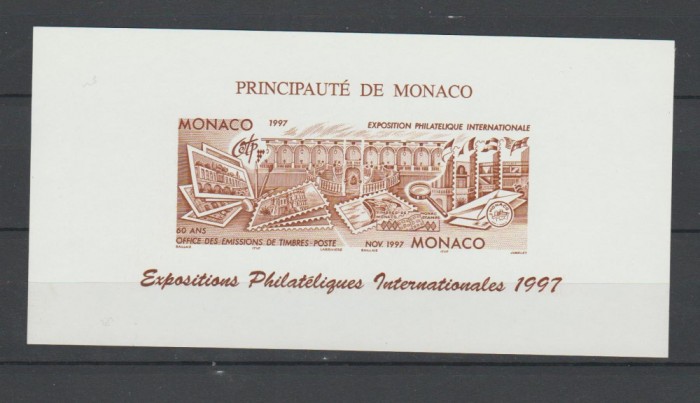 PRINCIPAUTÉ DE MONACO
MONACO 1997 EXPOSITION PHILATELIQUE INTERNATIONALE
60 ANS
OFFICE DES EMISSIONS DE TIMBRES-POSTE NOV. 1997 MONACO
Expositions Philatéliques Internationales 1997